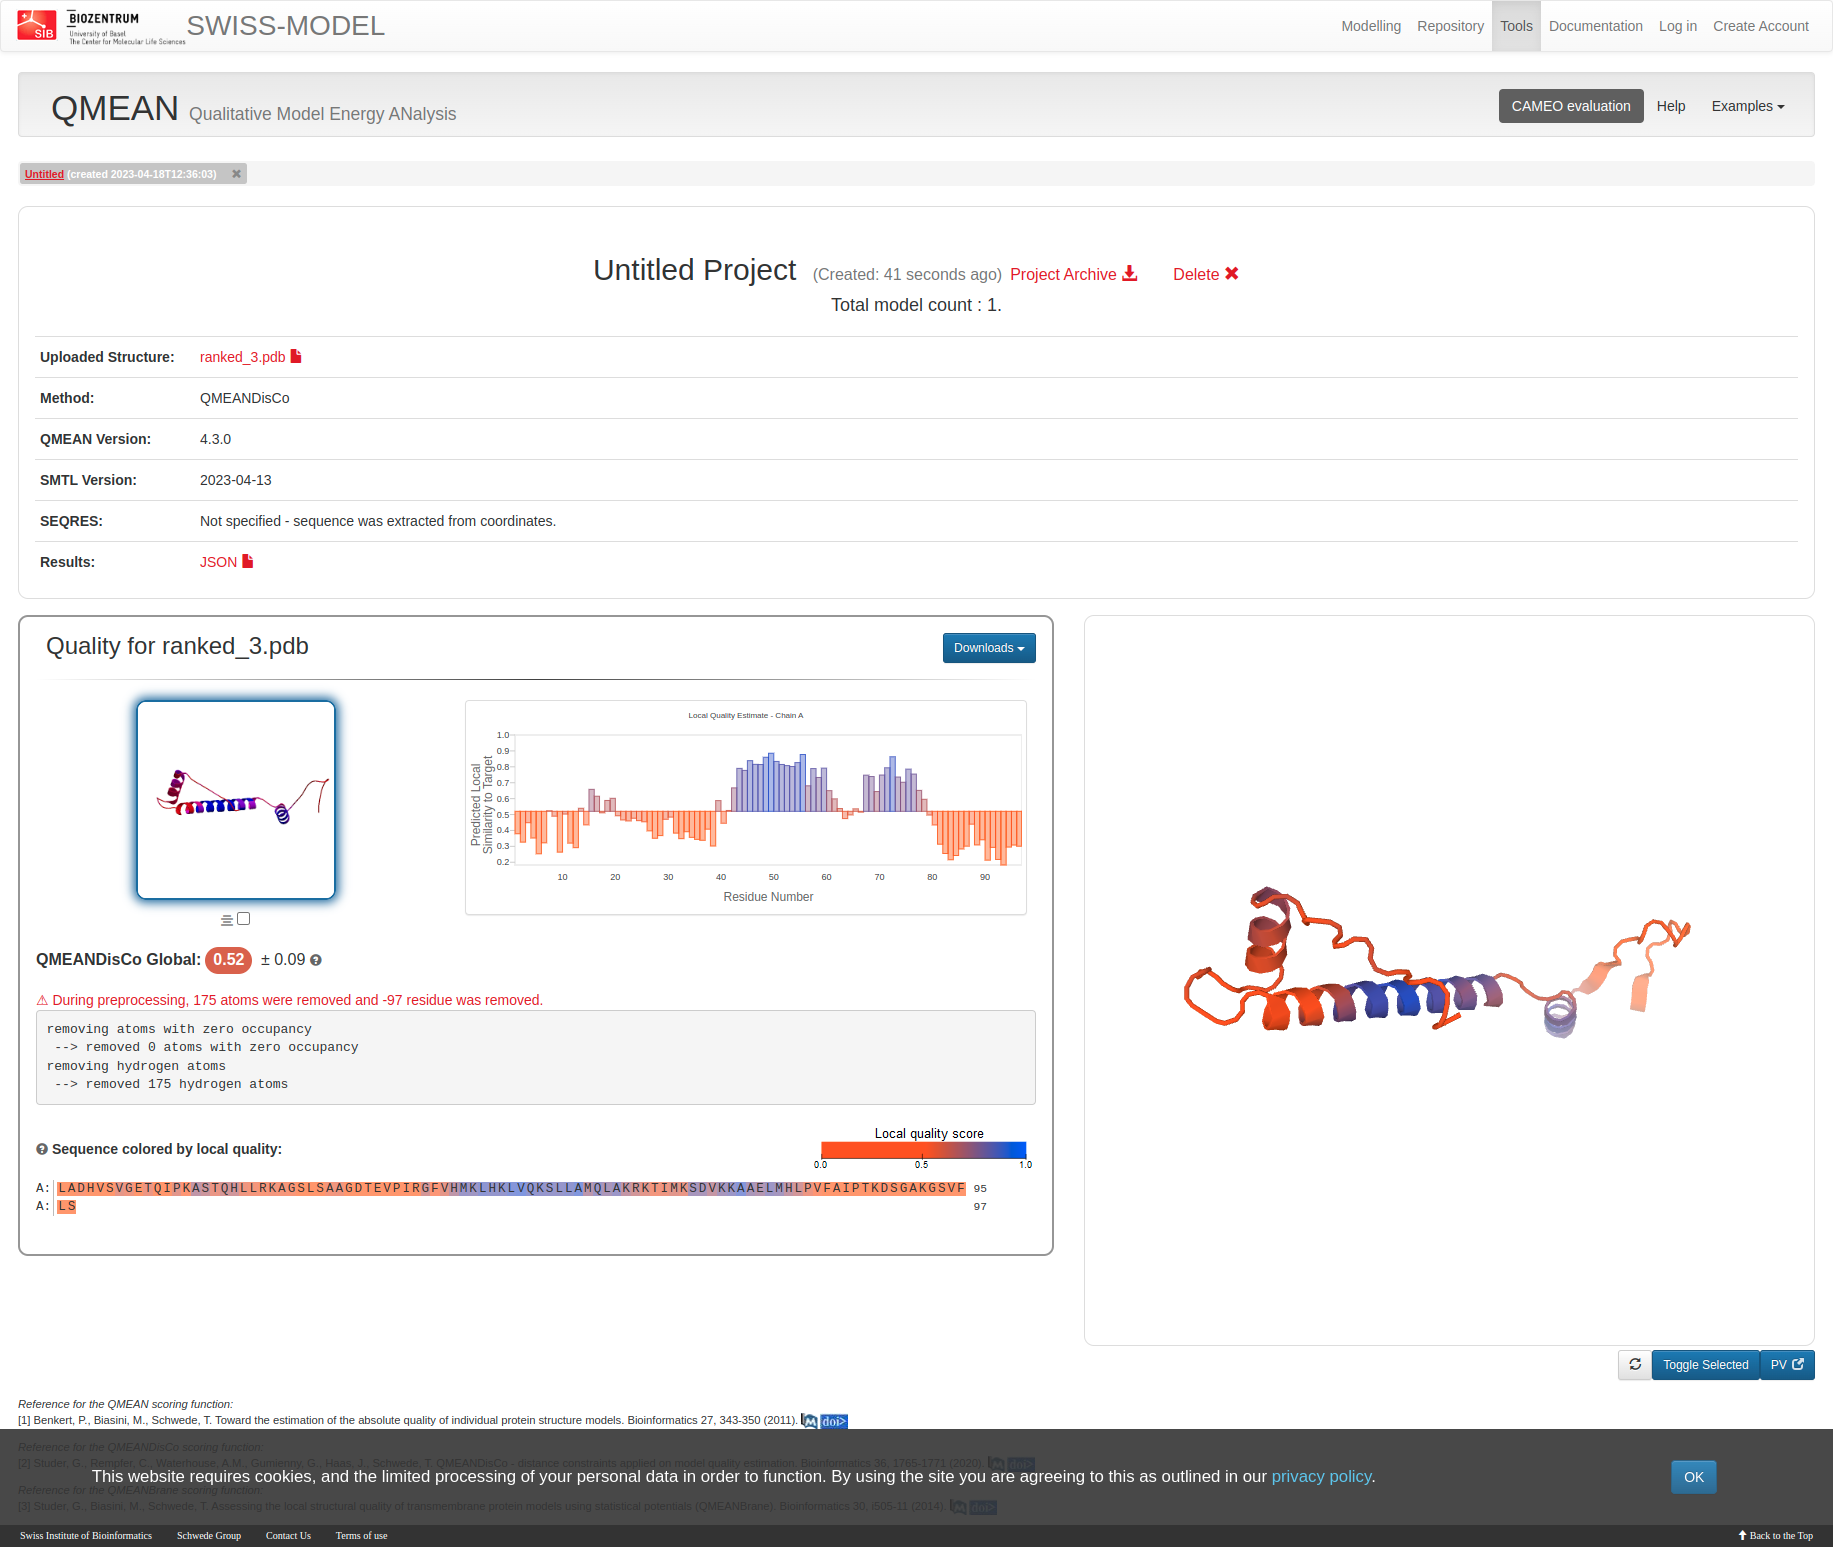 SIB BIOZENTRUM University of Basel The Center for Molecular Life Sciences SWISS-MODEL Modelling Repository Tools Documentation Log in Create Account
QMEAN Qualitative Model Energy ANalysis CAMEO evaluation Help Examples
Untitled (created 2023-04-18T12:36:03)
Untitled Project (Created: 41 seconds ago) Project Archive Delete
Total model count : 1.
Uploaded Structure: ranked_3.pdb
Method: QMEANDisCo
QMEAN Version: 4.3.0
SMTL Version: 2023-04-13
SEQRES: Not specified - sequence was extracted from coordinates.
Results: JSON
Quality for ranked_3.pdb Downloads
Local Quality Estimate - Chain A
Predicted Local
Similarity to Target
1.0
0.9
0.8
0.7
0.6
0.5
0.4
0.3
0.2
10 20 30 40 50 60 70 80 90
Residue Number
QMEANDisCo Global: 0.52 ± 0.09
⚠ During preprocessing, 175 atoms were removed and -97 residue was removed.
removing atoms with zero occupancy
--> removed 0 atoms with zero occupancy
removing hydrogen atoms
--> removed 175 hydrogen atoms
Sequence colored by local quality:
Local quality score
0.0 0.5 1.0
A: LADHVSVGETQIPKASTQHLLRKAGSLSAAGDTEVPIRGFVHMKLHKLVQKSLLAMQLAKRKTIMKSDVKKAAELMHLPVFAIPTKDSGAKGSVF 95
A: LS 97
Toggle Selected PV
Reference for the QMEAN scoring function:
[1] Benkert, P., Biasini, M., Schwede, T. Toward the estimation of the absolute quality of individual protein structure models. Bioinformatics 27, 343-350 (2011). doi>
Reference for the QMEANDisCo scoring function:
[2] Studer, G., Rempfer, C., Waterhouse, A.M., Gumienny, G., Haas, J., Schwede, T. QMEANDisCo - distance constraints applied on model quality estimation. Bioinformatics 36, 1765-1771 (2020). doi>
This website requires cookies, and the limited processing of your personal data in order to function. By using the site you are agreeing to this as outlined in our privacy policy. OK
Reference for the QMEANBrane scoring function:
[3] Studer, G., Biasini, M., Schwede, T. Assessing the local structural quality of transmembrane protein models using statistical potentials (QMEANBrane). Bioinformatics 30, i505-11 (2014). doi>
Swiss Institute of Bioinformatics Schwede Group Contact Us Terms of use Back to the Top